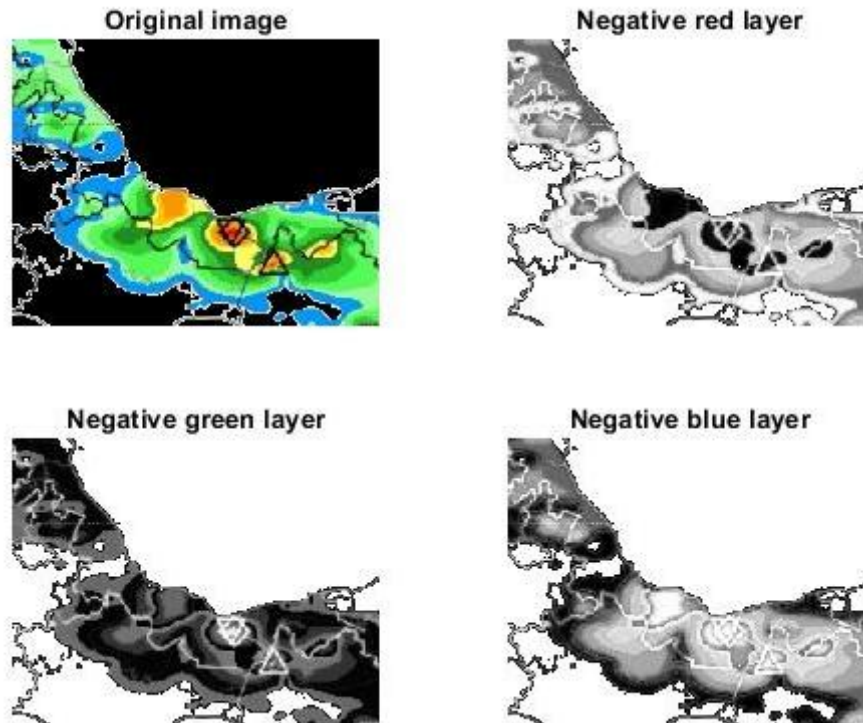 Original image
Negative red layer
Negative green layer
Negative blue layer